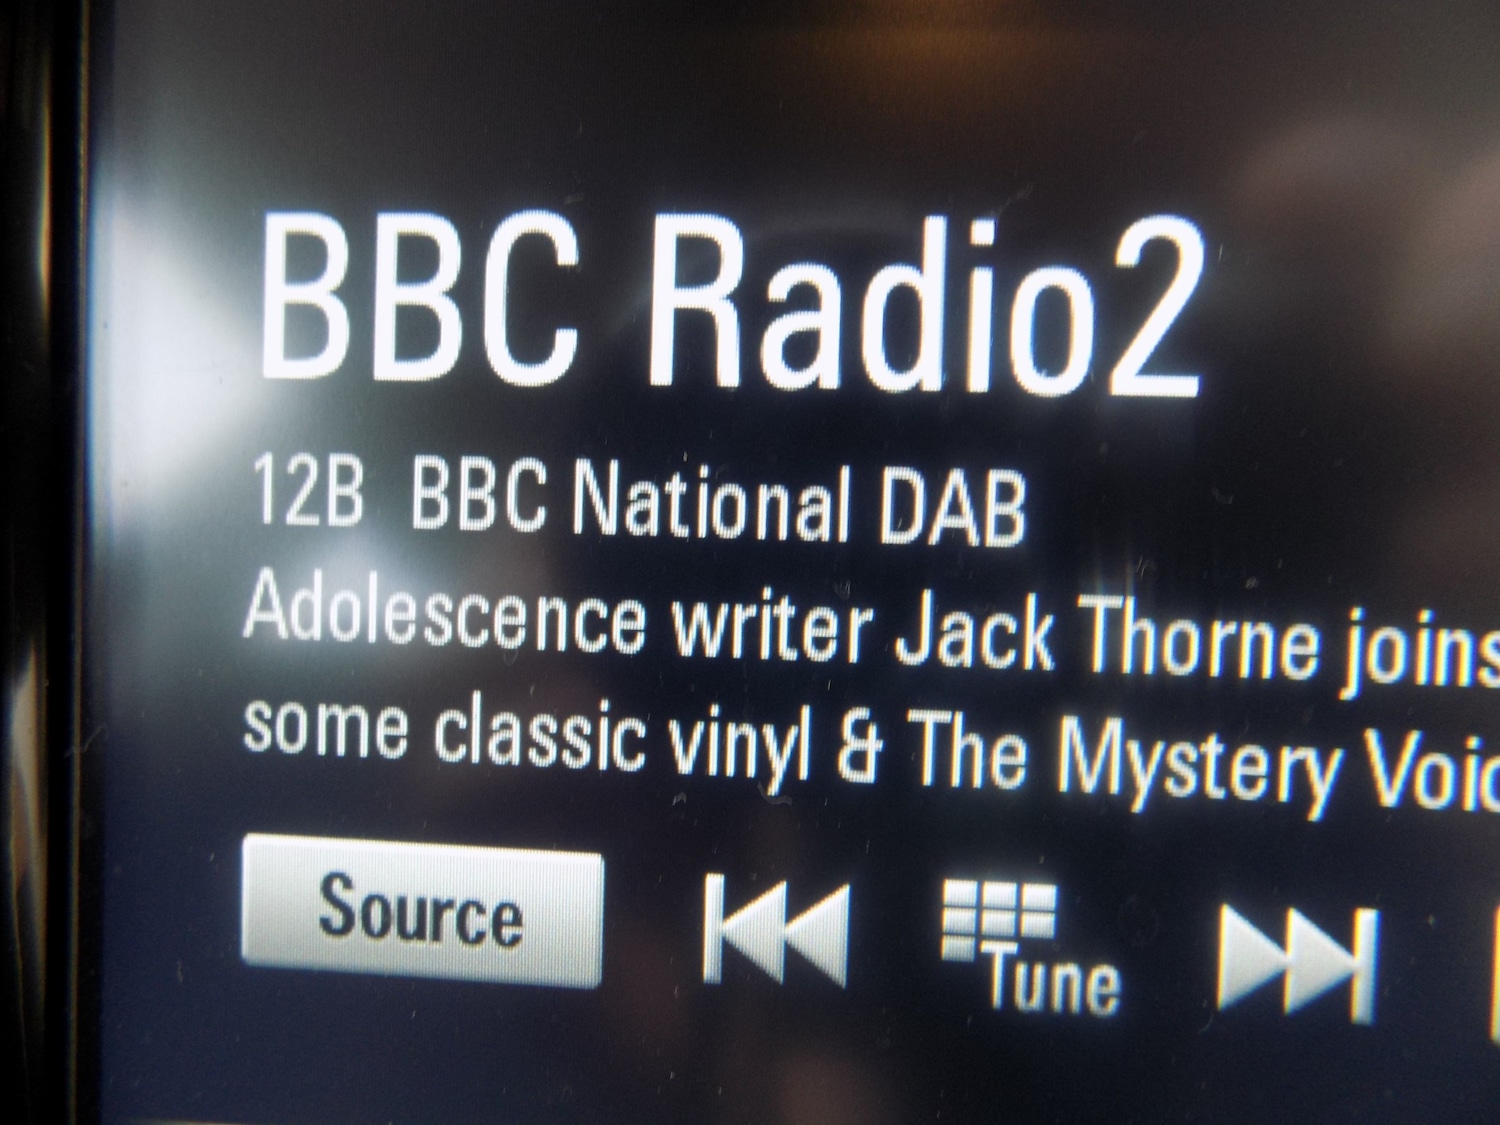 BBC Radio2
12B BBC National DAB
Adolescence writer Jack Thorne joins
some classic vinyl & The Mystery
Source
Tune